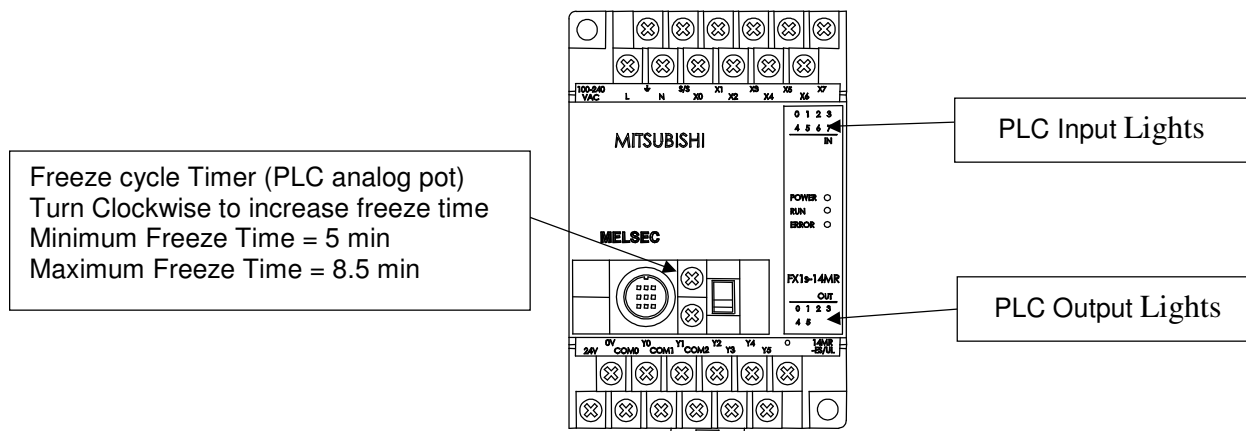 100-240 ⏚ S/S X1 X3 X5 X7
VAC L N X0 X2 X4 X6
0 1 2 3
4 5 6 7
IN
PLC Input Lights
MITSUBISHI
Freeze cycle Timer (PLC analog pot)
Turn Clockwise to increase freeze time
Minimum Freeze Time = 5 min
Maximum Freeze Time = 8.5 min
POWER
RUN
ERROR
MELSEC
FX1s-14MR
OUT
0 1 2 3
4 5
PLC Output Lights
0V Y0 Y1 Y2 Y4 14MR
24V COM0 COM1 COM2 Y3 Y5 -ES/UL